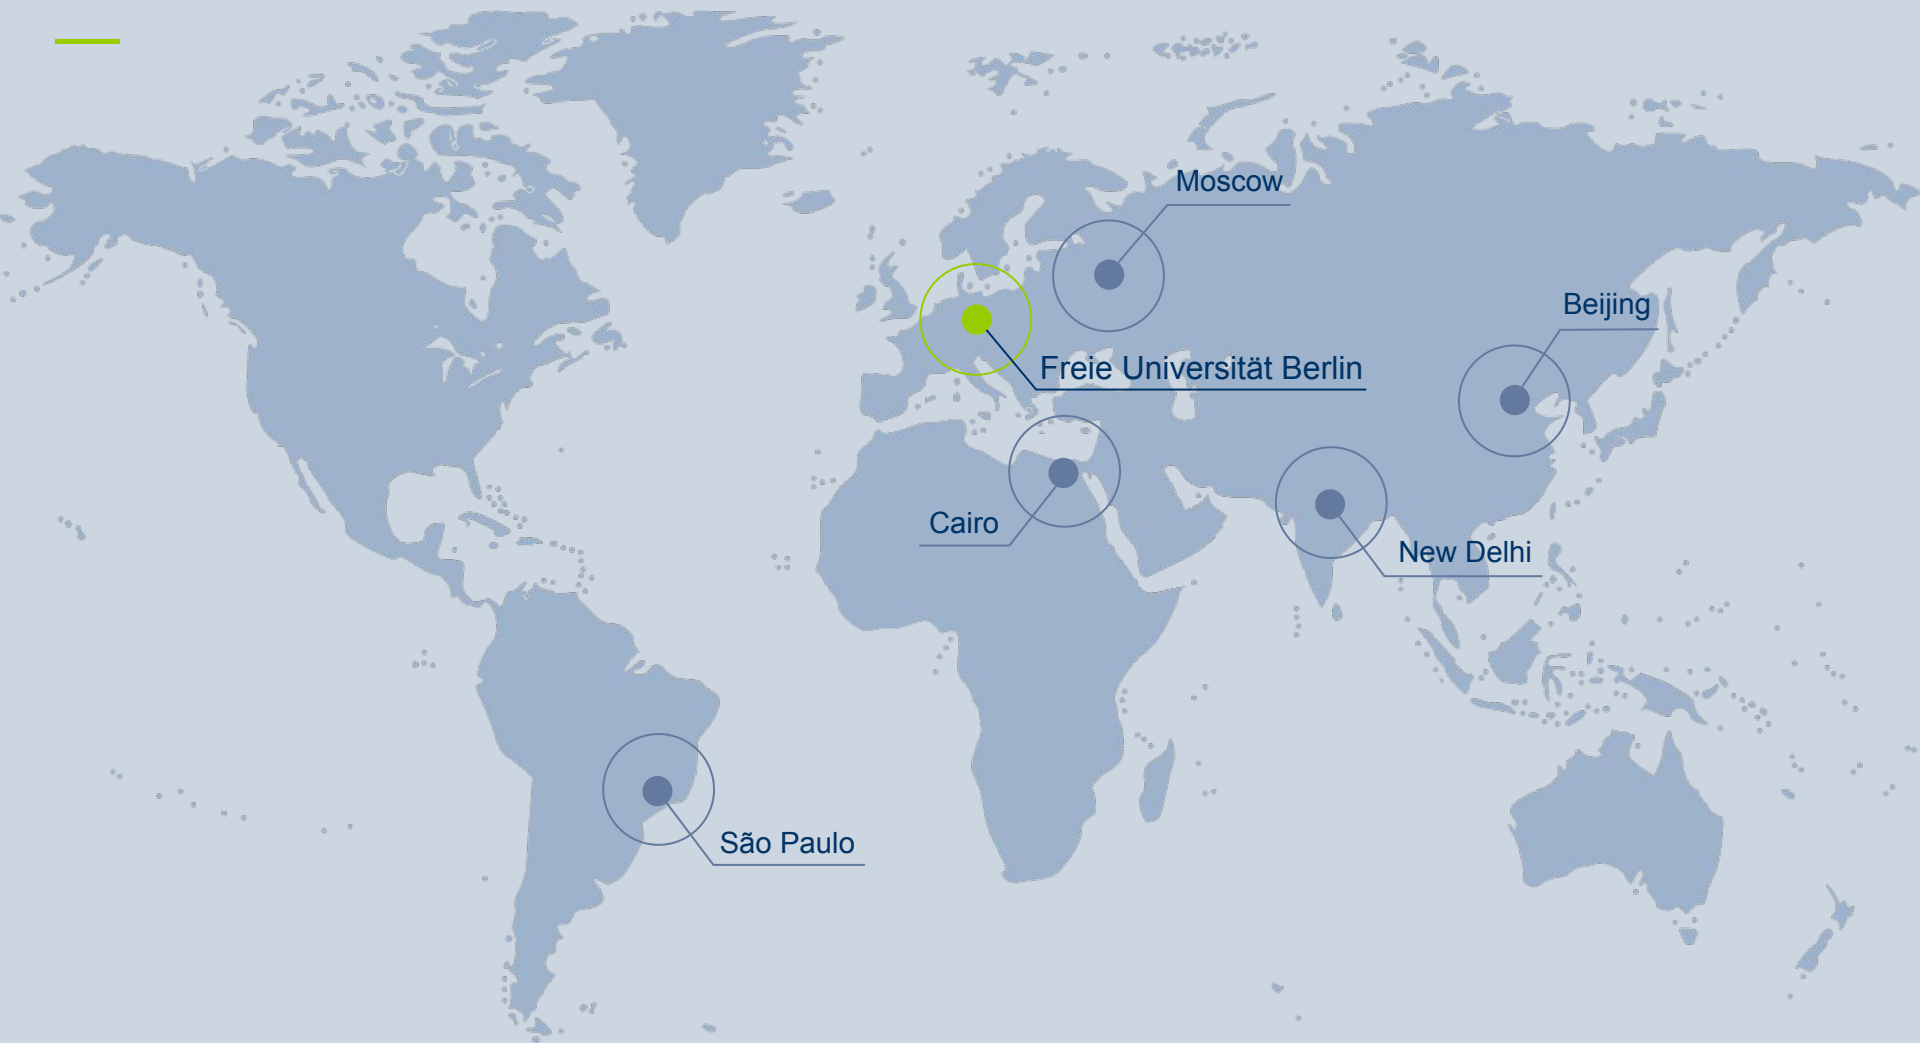 Moscow
Beijing
Freie Universität Berlin
Cairo
New Delhi
São Paulo